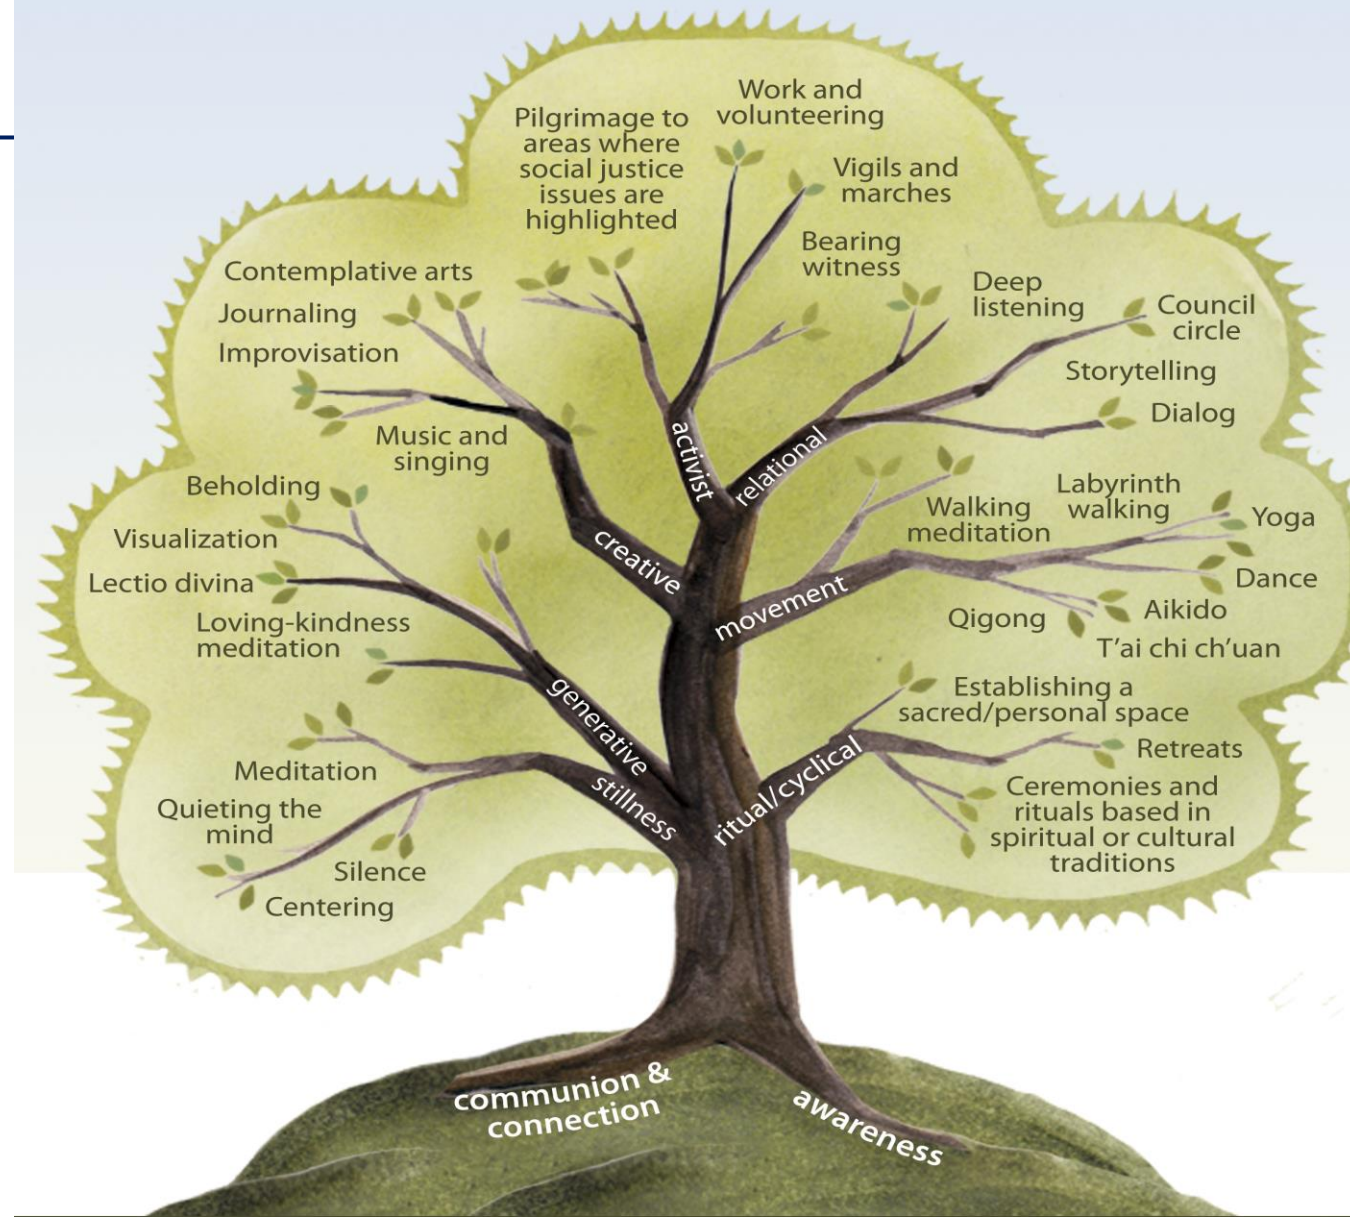 Work and
volunteering
Pilgrimage to
areas where
social justice
issues are
highlighted
Vigils and
marches
Bearing
witness
Contemplative arts
Journaling
Improvisation
Music and
singing
Deep
listening
Council
circle
Storytelling
Dialog
activist
relational
Beholding
Visualization
Lectio divina
Loving-kindness
meditation
creative
movement
Walking
meditation
Labyrinth
walking
Yoga
Dance
Qigong
Aikido
T'ai chi ch'uan
generative
stillness
ritual/cyclical
Establishing a
sacred/personal space
Retreats
Ceremonies and
rituals based in
spiritual or cultural
traditions
Meditation
Quieting the
mind
Silence
Centering
communion &
connection
awareness